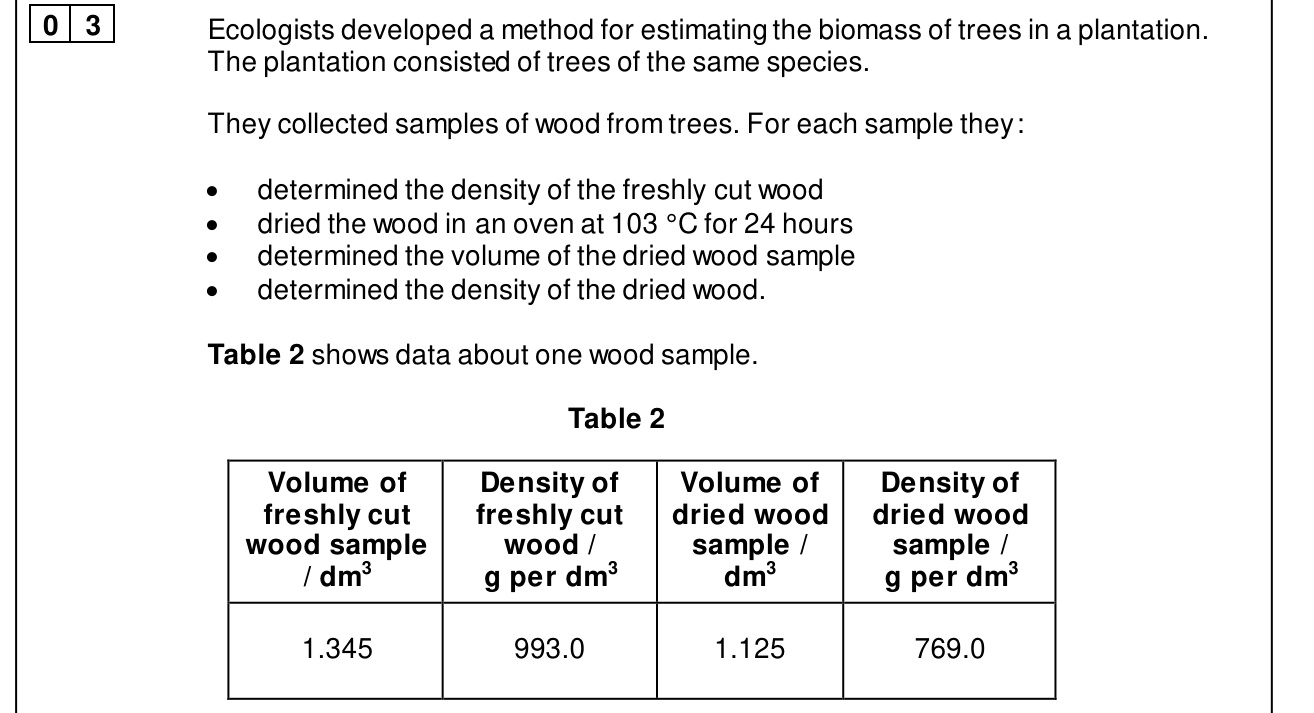 0 3
Ecologists developed a method for estimating the biomass of trees in a plantation.
The plantation consisted of trees of the same species.
They collected samples of wood from trees. For each sample they:
• determined the density of the freshly cut wood
• dried the wood in an oven at 103 °C for 24 hours
• determined the volume of the dried wood sample
• determined the density of the dried wood.
Table 2 shows data about one wood sample.
Table 2
Volume of
freshly cut
wood sample
/ dm³
Density of
freshly cut
wood /
g per dm³
Volume of
dried wood
sample /
dm³
Density of
dried wood
sample /
g per dm³
1.345
993.0
1.125
769.0